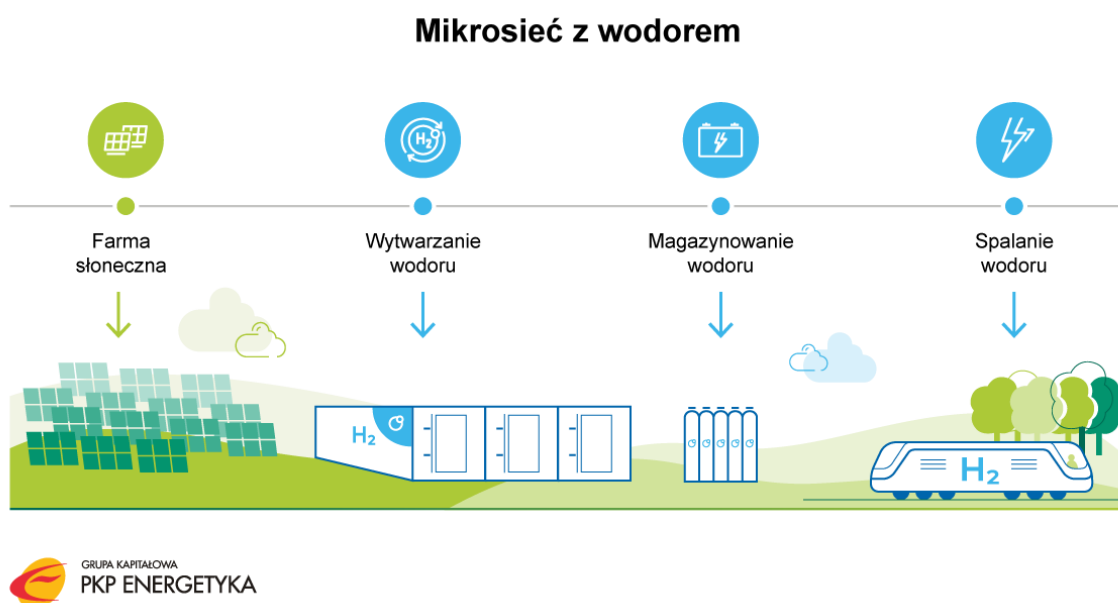 Mikrosieć z wodorem
H₂
Farma
słoneczna
Wytwarzanie
wodoru
Magazynowanie
wodoru
Spalanie
wodoru
H₂
H₂
GRUPA KAPITAŁOWA
PKP ENERGETYKA